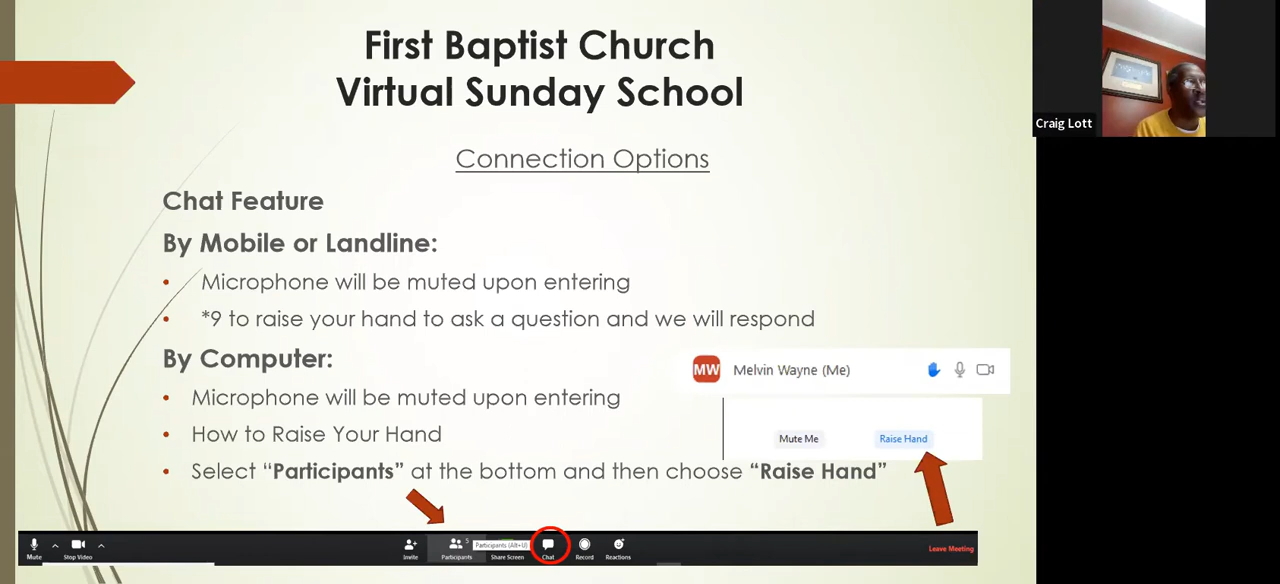 First Baptist Church
Virtual Sunday School
Craig Lott
Connection Options
Chat Feature
By Mobile or Landline:
• Microphone will be muted upon entering
• *9 to raise your hand to ask a question and we will respond
By Computer:
MW Melvin Wayne (Me)
• Microphone will be muted upon entering
• How to Raise Your Hand
Mute Me Raise Hand
• Select “Participants” at the bottom and then choose “Raise Hand”
5 Participants (Alt+U)
Mute Stop Video Invite Participants Share Screen Chat Record Reactions Leave Meeting